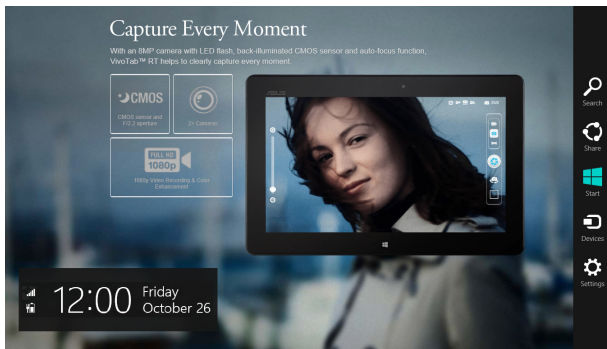 Capture Every Moment
With an 8MP camera with LED flash, back-illuminated CMOS sensor and auto-focus function,
VivoTab™ RT helps to clearly capture every moment.
CMOS
CMOS sensor and
F/2.2 aperture
2× Cameras
FULL HD
1080p
1080p Video Recording & Color
Enhancement
ASUS
Search
Share
Start
Devices
Settings
12:00
Friday
October 26